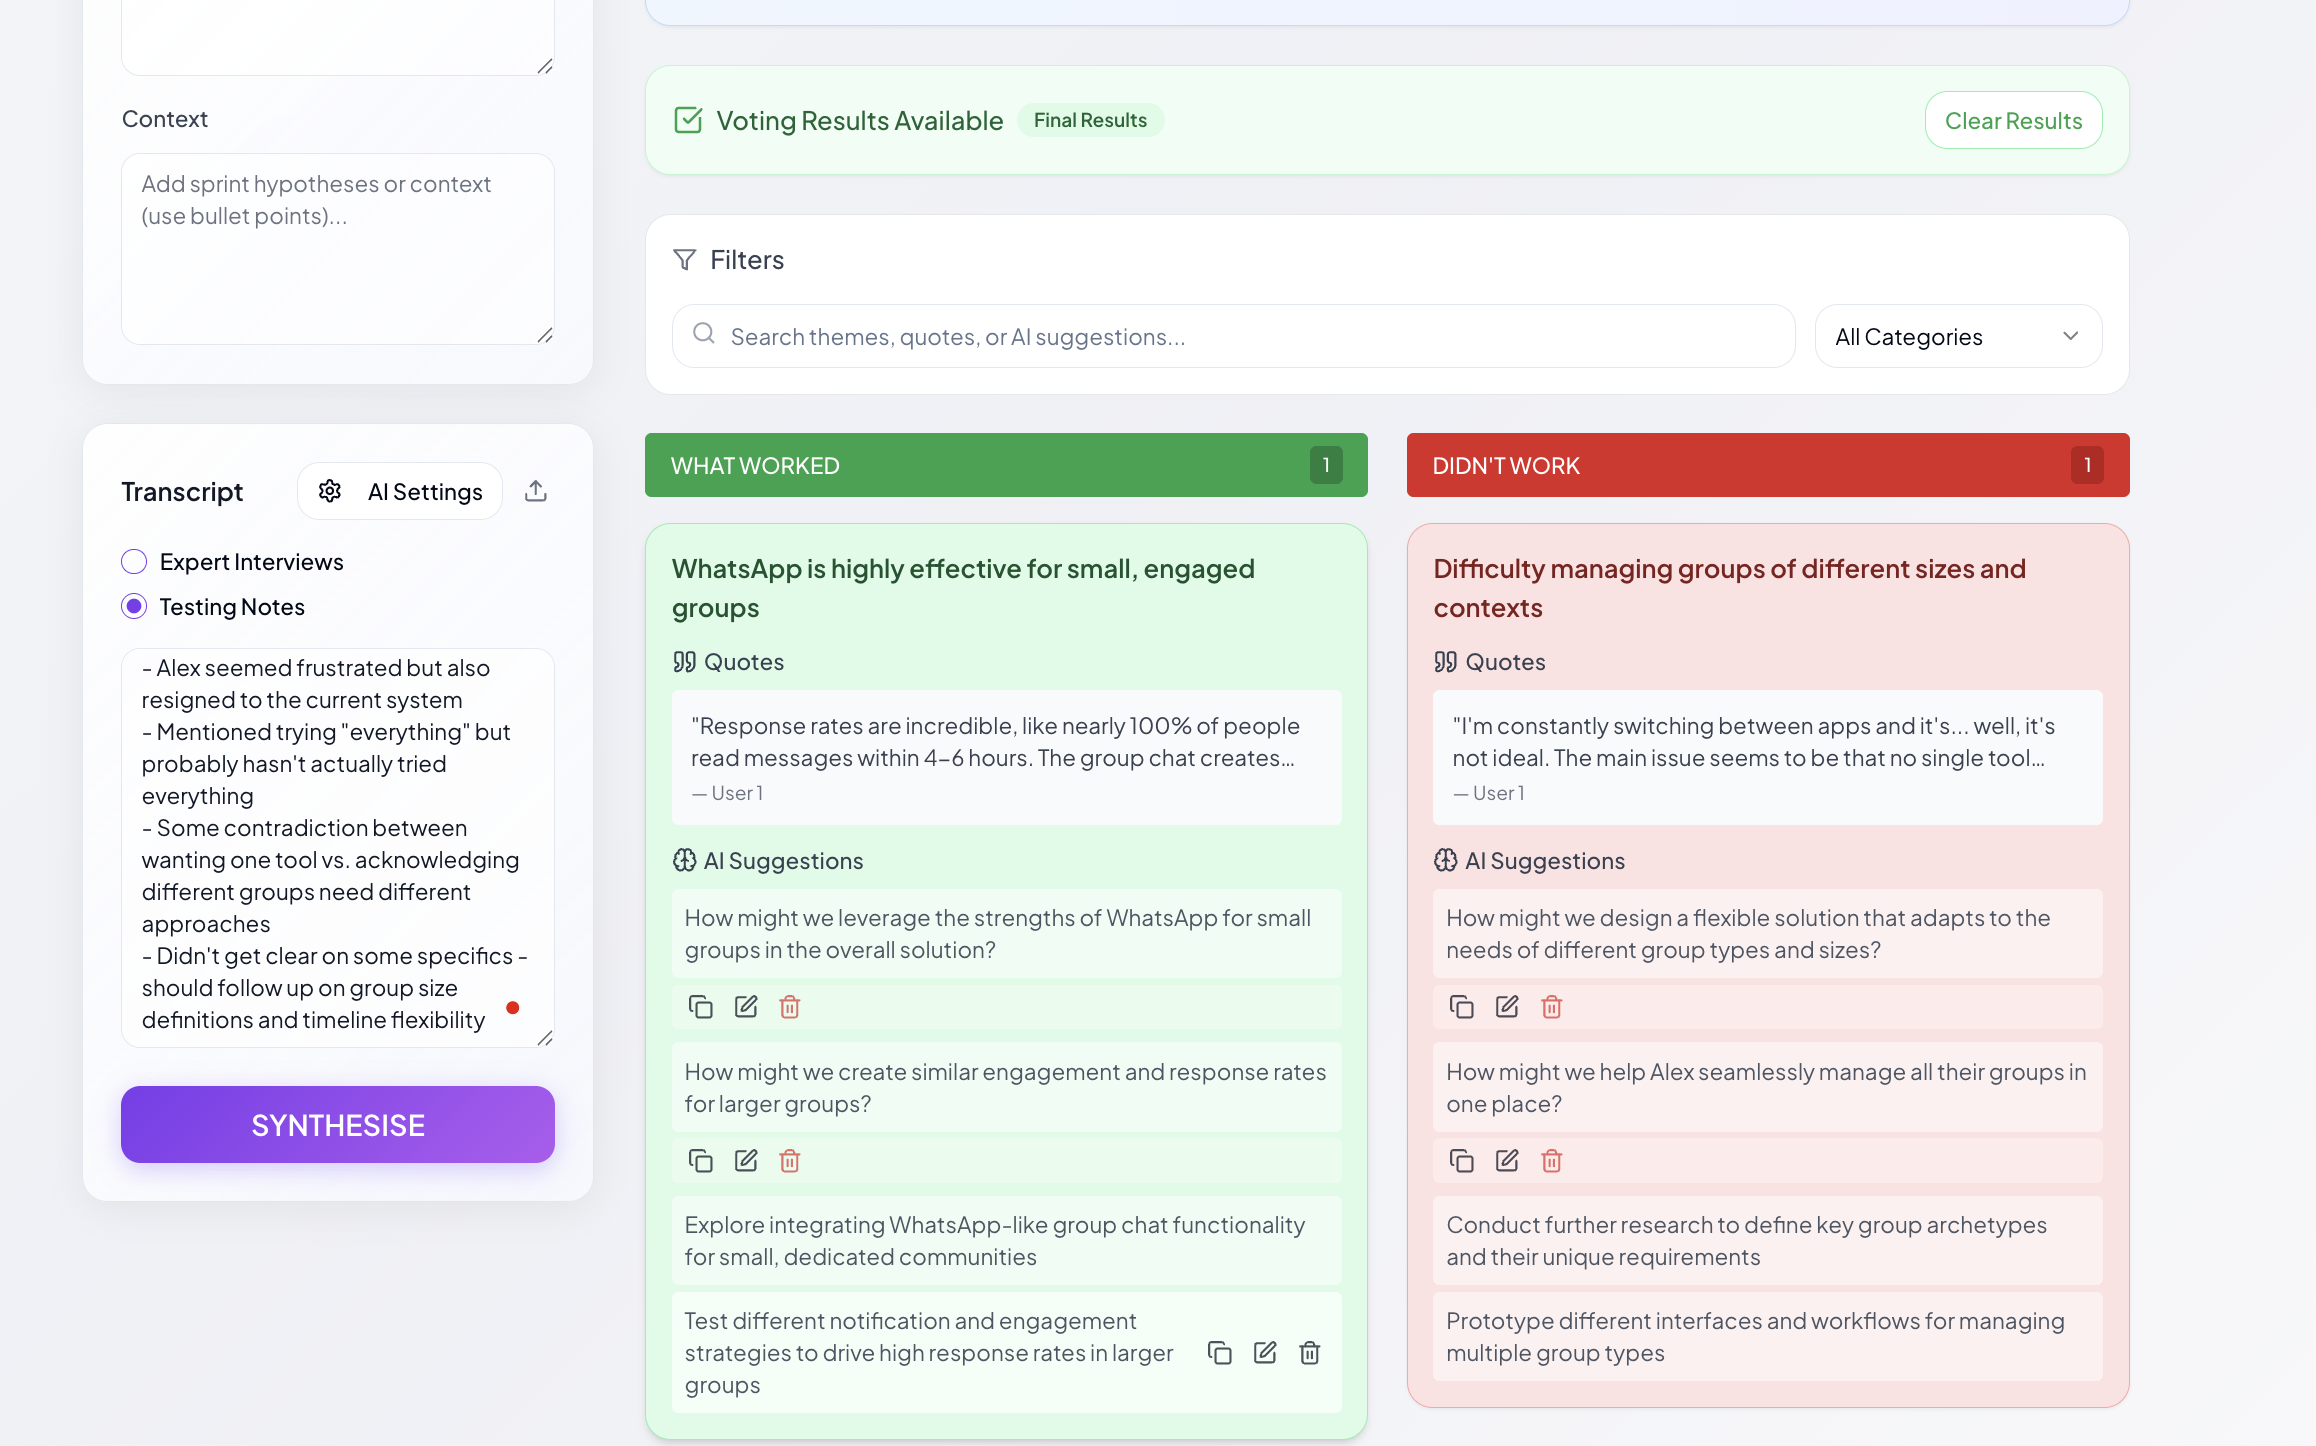 Context
Add sprint hypotheses or context
(use bullet points)...
Transcript
AI Settings
Expert Interviews
Testing Notes
- Alex seemed frustrated but also
resigned to the current system
- Mentioned trying "everything" but
probably hasn't actually tried
everything
- Some contradiction between
wanting one tool vs. acknowledging
different groups need different
approaches
- Didn't get clear on some specifics -
should follow up on group size
definitions and timeline flexibility
SYNTHESISE
Voting Results Available
Final Results
Clear Results
Filters
Search themes, quotes, or AI suggestions...
All Categories
WHAT WORKED
1
WhatsApp is highly effective for small, engaged
groups
Quotes
"Response rates are incredible, like nearly 100% of people
read messages within 4–6 hours. The group chat creates...
— User 1
AI Suggestions
How might we leverage the strengths of WhatsApp for small
groups in the overall solution?
How might we create similar engagement and response rates
for larger groups?
Explore integrating WhatsApp-like group chat functionality
for small, dedicated communities
Test different notification and engagement
strategies to drive high response rates in larger
groups
DIDN'T WORK
1
Difficulty managing groups of different sizes and
contexts
Quotes
"I'm constantly switching between apps and it's... well, it's
not ideal. The main issue seems to be that no single tool...
— User 1
AI Suggestions
How might we design a flexible solution that adapts to the
needs of different group types and sizes?
How might we help Alex seamlessly manage all their groups in
one place?
Conduct further research to define key group archetypes
and their unique requirements
Prototype different interfaces and workflows for managing
multiple group types